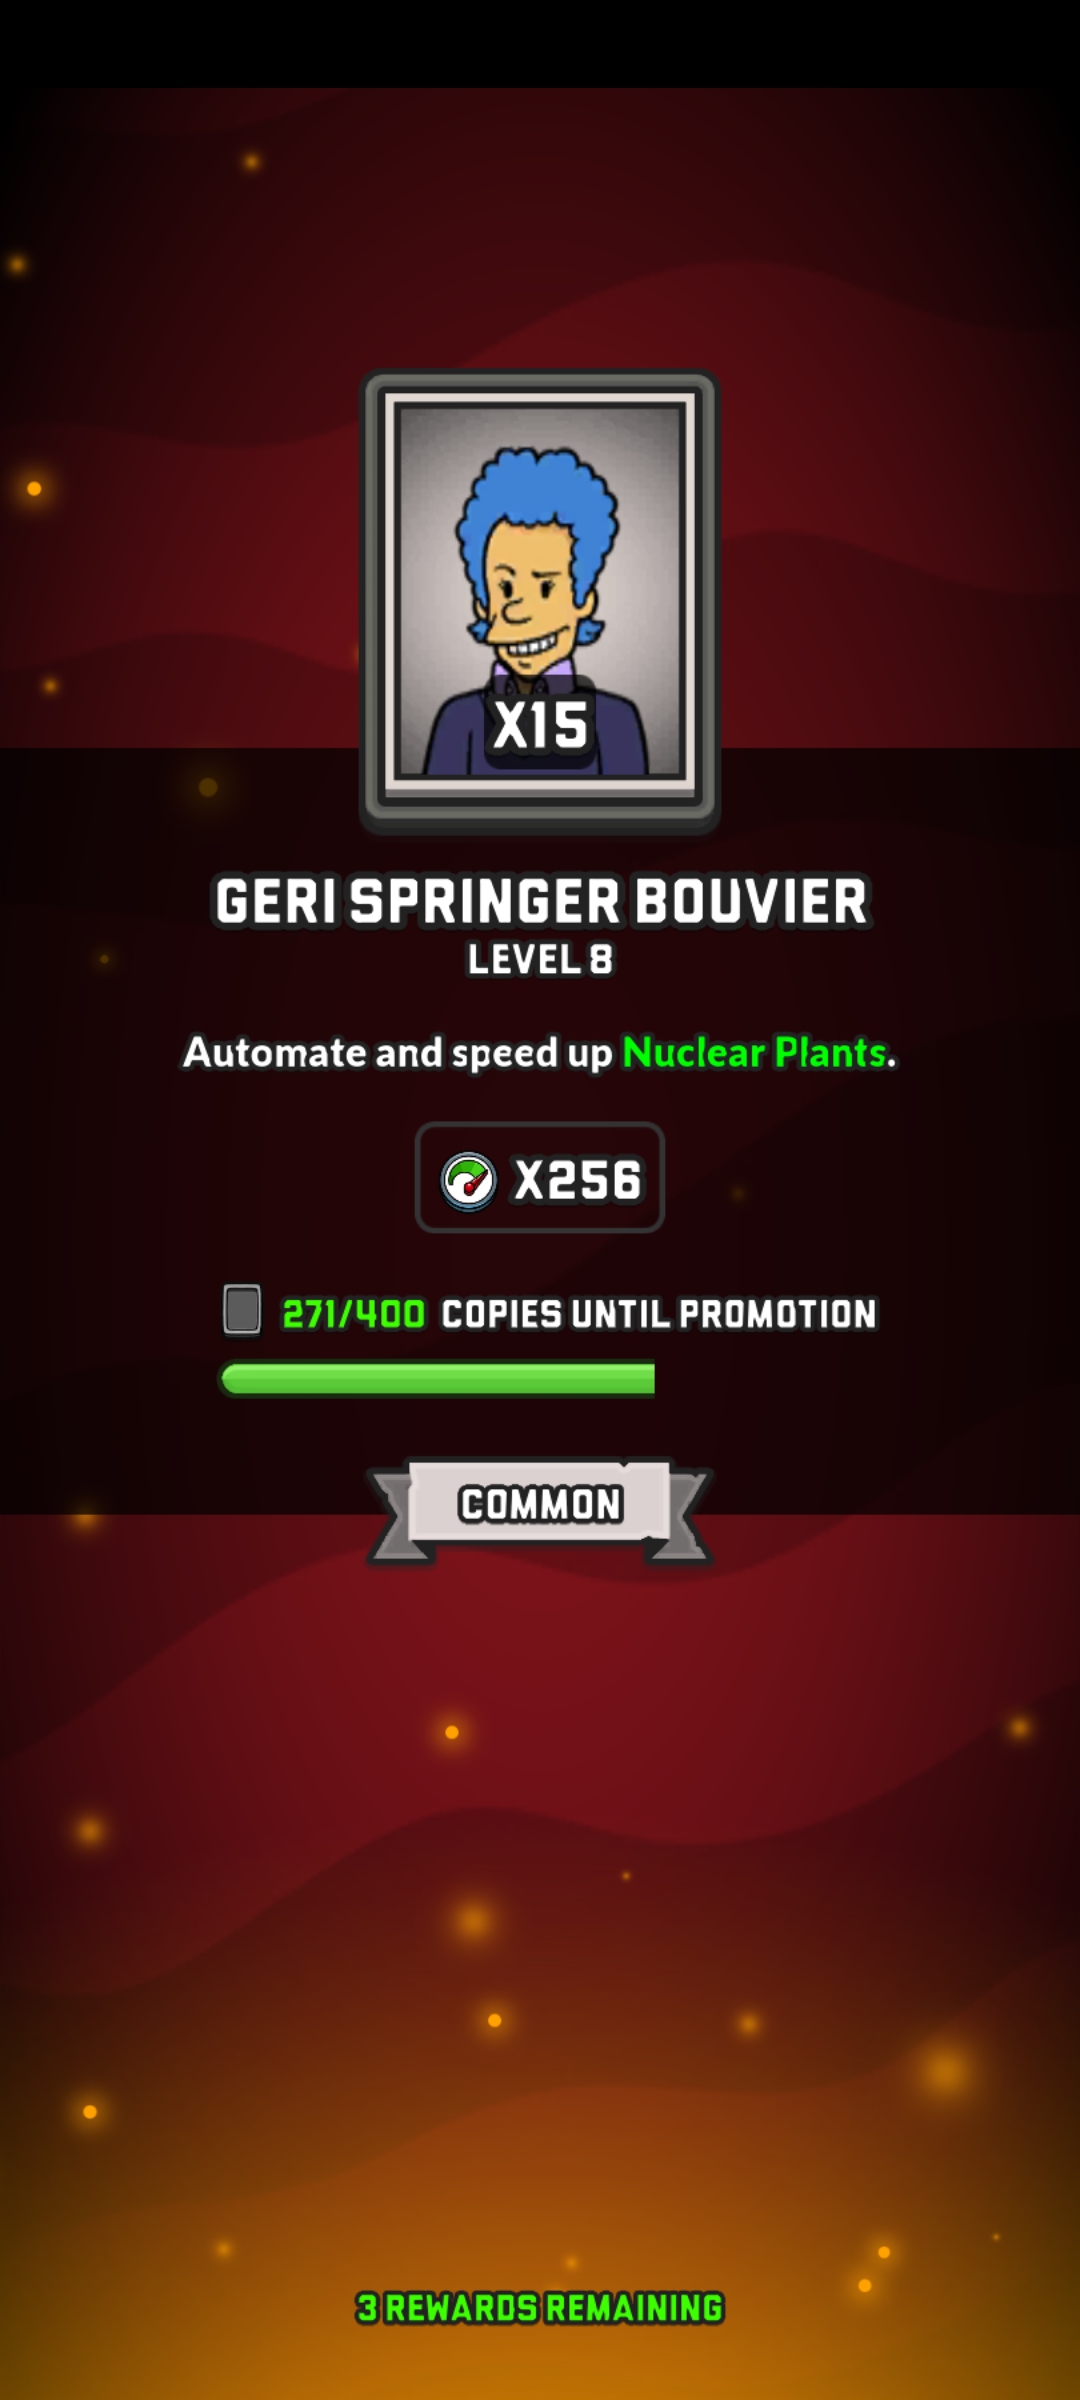 X15
GERI SPRINGER BOUVIER
LEVEL 8
Automate and speed up Nuclear Plants.
X256
271/400 COPIES UNTIL PROMOTION
COMMON
3 REWARDS REMAINING